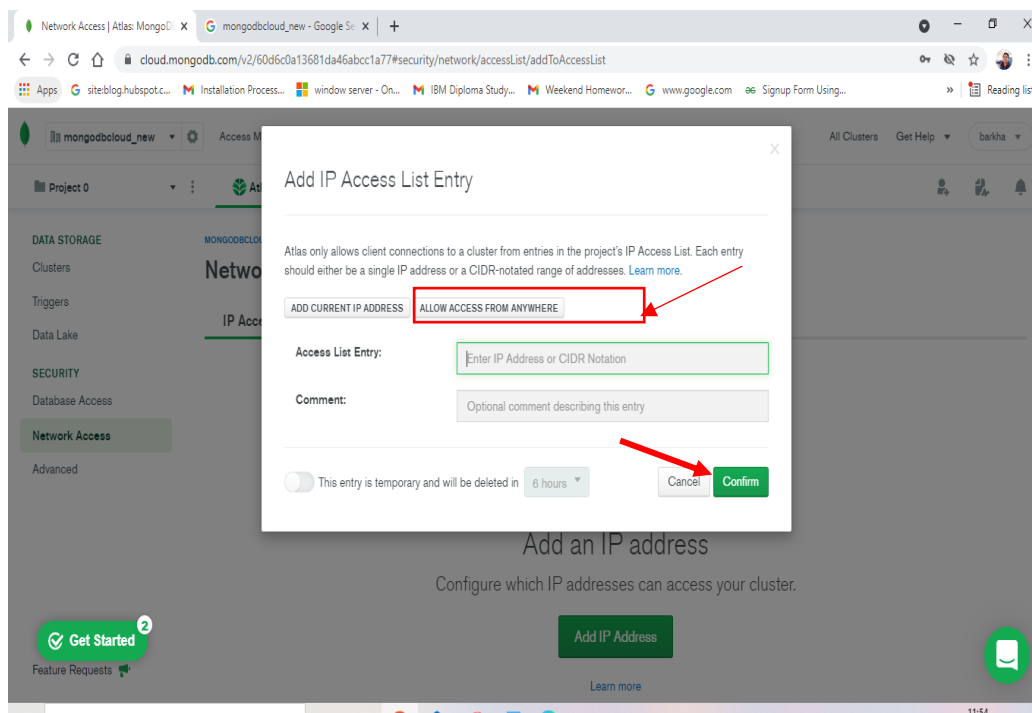 Network Access | Atlas: MongoD
mongodbcloud_new - Google Se
cloud.mongodb.com/v2/60d6c0a13681da46abcc1a77#security/network/accessList/addToAccessList
Apps
site:blog.hubspot.c...
Installation Process...
window server - On...
IBM Diploma Study...
Weekend Homewor...
www.google.com
Signup Form Using...
»
Reading lis
mongodbcloud_new
Access M
All Clusters
Get Help
barkha
Project 0
Atl
DATA STORAGE
Clusters
Triggers
Data Lake
SECURITY
Database Access
Network Access
Advanced
MONGODBCLOU
Netwo
IP Acce
Add IP Access List Entry
Atlas only allows client connections to a cluster from entries in the project's IP Access List. Each entry
should either be a single IP address or a CIDR-notated range of addresses. Learn more.
ADD CURRENT IP ADDRESS
ALLOW ACCESS FROM ANYWHERE
Access List Entry:
Enter IP Address or CIDR Notation
Comment:
Optional comment describing this entry
This entry is temporary and will be deleted in
6 hours
Cancel
Confirm
Add an IP address
Configure which IP addresses can access your cluster.
Add IP Address
Learn more
Get Started
2
Feature Requests
11:54